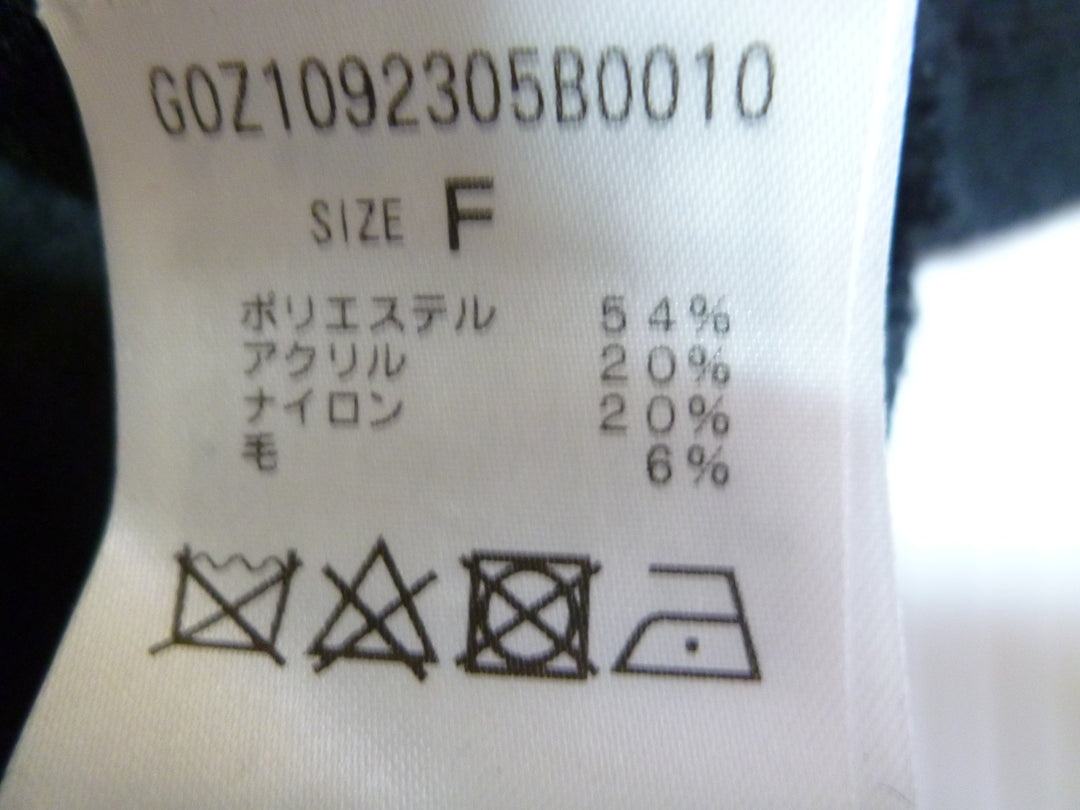 G0Z1092305B0010
SIZE F
ポリエステル 54%
アクリル 20%
ナイロン 20%
毛 6%